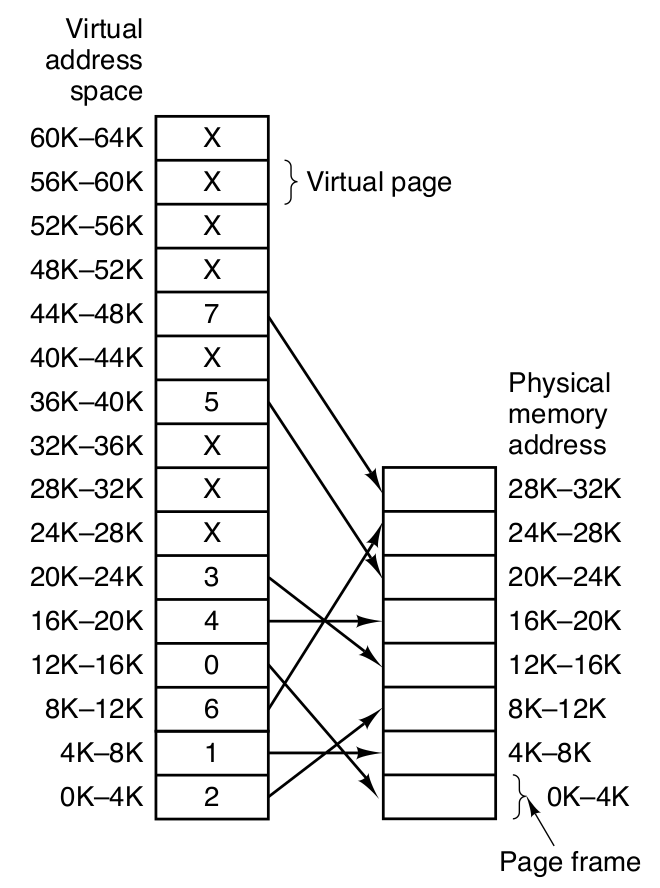 Virtual
address
space
60K–64K X
56K–60K X Virtual page
52K–56K X
48K–52K X
44K–48K 7
40K–44K X
36K–40K 5
32K–36K X
28K–32K X
24K–28K X
20K–24K 3
16K–20K 4
12K–16K 0
8K–12K 6
4K–8K 1
0K–4K 2
Physical
memory
address
28K–32K
24K–28K
20K–24K
16K–20K
12K–16K
8K–12K
4K–8K
0K–4K
Page frame